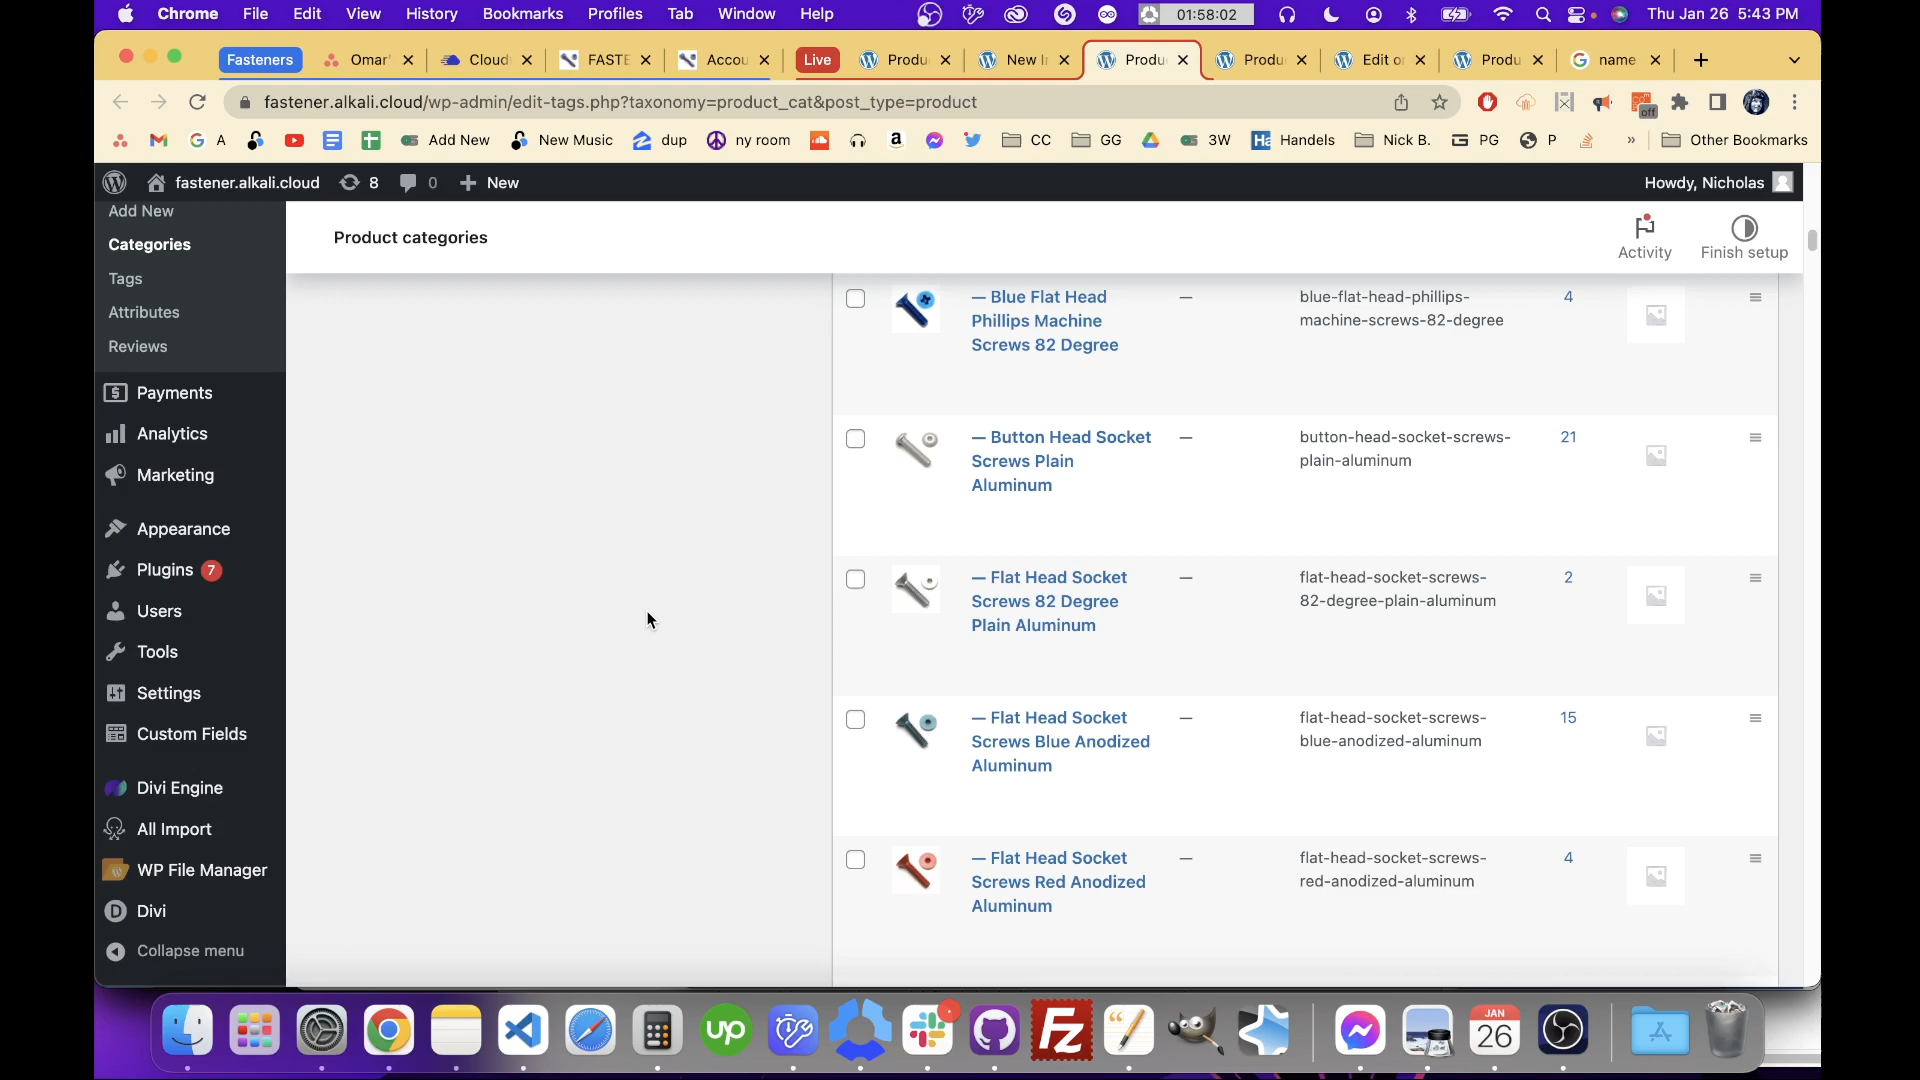 Chrome File Edit View History Bookmarks Profiles Tab Window Help 01:58:02 Thu Jan 26 5:43 PM
Fasteners Omar' Cloud FASTE Accou Live Produ New I Produ Produ Edit o Produ name
fastener.alkali.cloud/wp-admin/edit-tags.php?taxonomy=product_cat&post_type=product off
A Add New New Music dup ny room a CC GG 3W Ha Handels Nick B. PG P » Other Bookmarks
fastener.alkali.cloud 8 0 New Howdy, Nicholas
Add New
Categories
Tags
Attributes
Reviews
Payments
Analytics
Marketing
Appearance
Plugins 7
Users
Tools
Settings
Custom Fields
Divi Engine
All Import
WP File Manager
D Divi
Collapse menu
Product categories
Activity
Finish setup
— Blue Flat Head
Phillips Machine
Screws 82 Degree
—
blue-flat-head-phillips-
machine-screws-82-degree
4
— Button Head Socket
Screws Plain
Aluminum
—
button-head-socket-screws-
plain-aluminum
21
— Flat Head Socket
Screws 82 Degree
Plain Aluminum
—
flat-head-socket-screws-
82-degree-plain-aluminum
2
— Flat Head Socket
Screws Blue Anodized
Aluminum
—
flat-head-socket-screws-
blue-anodized-aluminum
15
— Flat Head Socket
Screws Red Anodized
Aluminum
—
flat-head-socket-screws-
red-anodized-aluminum
4
up
Fz
JAN
26